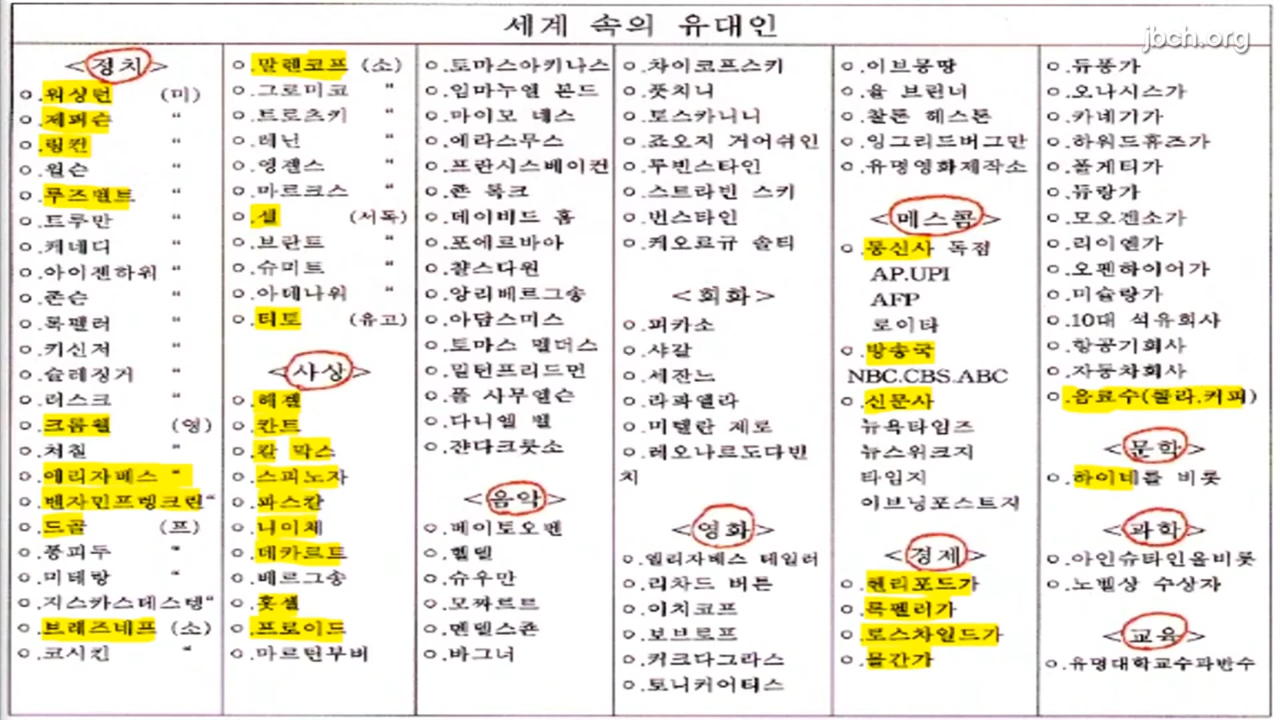 세계 속의 유대인
jbch.org
<정치>
○.워싱턴 (미)
○.제퍼슨 "
○.링컨 "
○.윌슨 "
○.루즈벨트 "
○.트루만 "
○.케네디 "
○.아이젠하워 "
○.존슨 "
○.록펠러 "
○.키신저 "
○.슬레징거 "
○.러스크 "
○.크롬웰 (영)
○.처칠 "
○.에리자페스 "
○.벤자민프랭크린"
○.드골 (프)
○.퐁피두 "
○.미테랑 "
○.지스카스데스텡"
○.브레즈네프 (소)
○.코시킨 "
○.말렌코프 (소)
○.그로미코 "
○.트로츠키 "
○.레닌 "
○.엥겐스 "
○.마르크스 "
○.셀 (서독)
○.브란트 "
○.슈미트 "
○.아데나워 "
○.티토 (유고)
<사상>
○.헤겔
○.칸트
○.칼 막스
○.스피노자
○.파스칼
○.니이체
○.데카르트
○.베르그송
○.훗셀
○.프로이드
○.마르틴부버
○.토마스아키나스
○.임마누엘 본드
○.마이모 네스
○.에라스무스
○.프란시스베이컨
○.존 록크
○.데이비드 흄
○.포에르바아
○.챨스다윈
○.앙리베르그송
○.아담스미스
○.토마스 멜더스
○.밀턴프리드먼
○.폴 사무엘슨
○.다니엘 벨
○.쟌다크룻소
<음악>
○.베이토오벤
○.헨델
○.슈우만
○.모짜르트
○.멘델스죤
○.바그너
○.차이코프스키
○.풋치니
○.토스카니니
○.죠오지 거어쉬인
○.루빈스타인
○.스트라빈 스키
○.번스타인
○.케오르규 솔티
<회화>
○.피카소
○.샤갈
○.세잔느
○.라파엘라
○.미텔란 제로
○.레오나르도다빈
치
<영화>
○.엘리자베스 테일러
○.리차드 버튼
○.이치코프
○.보브로프
○.커크다그라스
○.토니커어티스
○.이브몽땅
○.율 브린너
○.찰톤 헤스톤
○.잉그리드버그만
○.유명영화제작소
<메스콤>
○.통신사 독점
AP.UPI
AFP
로이타
○.방송국
NBC.CBS.ABC
○.신문사
뉴욕타임즈
뉴스위크지
타임지
이브닝포스트지
<경제>
○.헨리포드가
○.록펠러가
○.로스차일드가
○.몰간가
○.듀퐁가
○.오나시스가
○.카네기가
○.하워드휴즈가
○.폴게티가
○.듀랑가
○.모오겐소가
○.리이엔가
○.오펜하이어가
○.미슐랑가
○.10대 석유회사
○.항공기회사
○.자동차회사
○.음료수(콜라.커피)
<문학>
○.하이네를 비롯
<과학>
○.아인슈타인을비롯
○.노벨상 수상자
<교육>
○.유명대학교수과반수